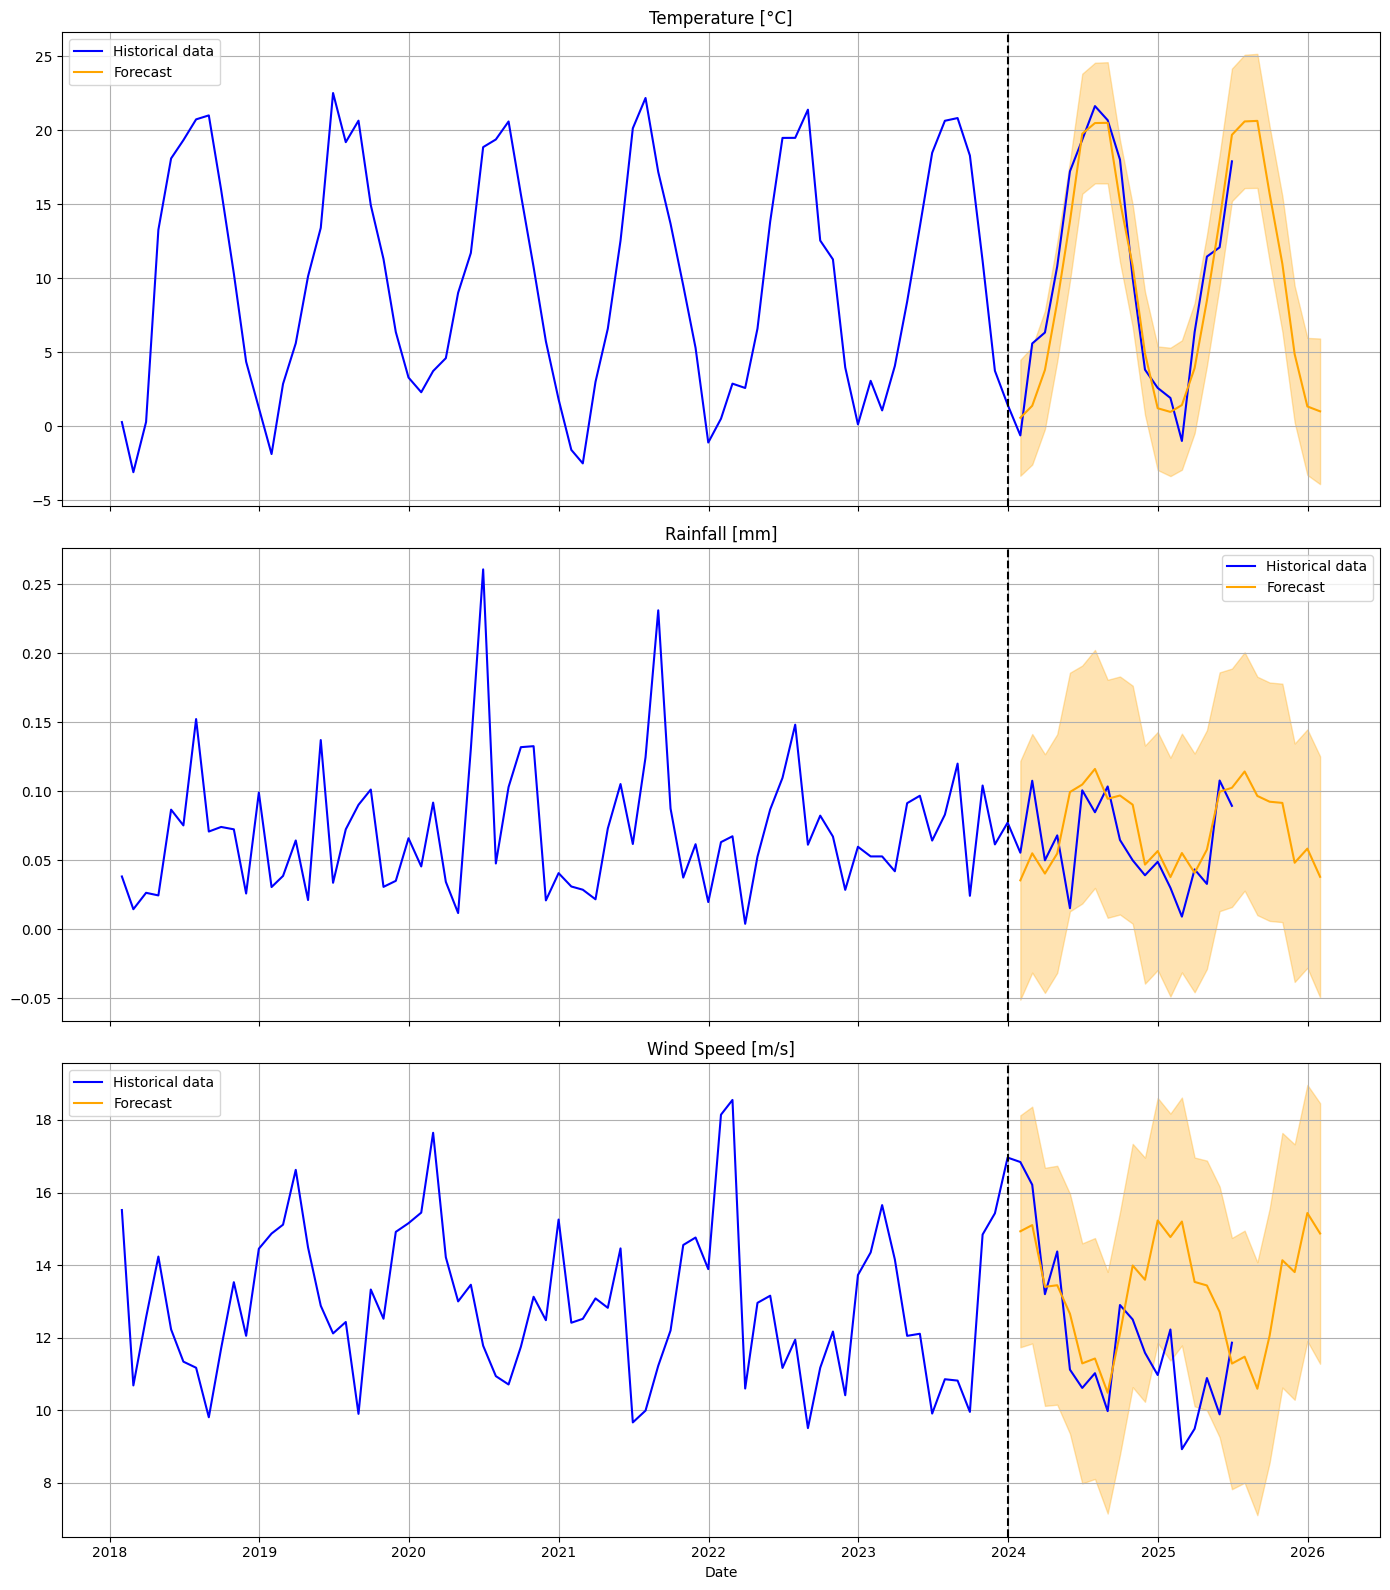 Temperature [°C]
Historical data
Forecast
25
20
15
10
5
0
−5
Rainfall [mm]
Historical data
Forecast
0.25
0.20
0.15
0.10
0.05
0.00
−0.05
Wind Speed [m/s]
Historical data
Forecast
18
16
14
12
10
8
2018 2019 2020 2021 2022 2023 2024 2025 2026
Date